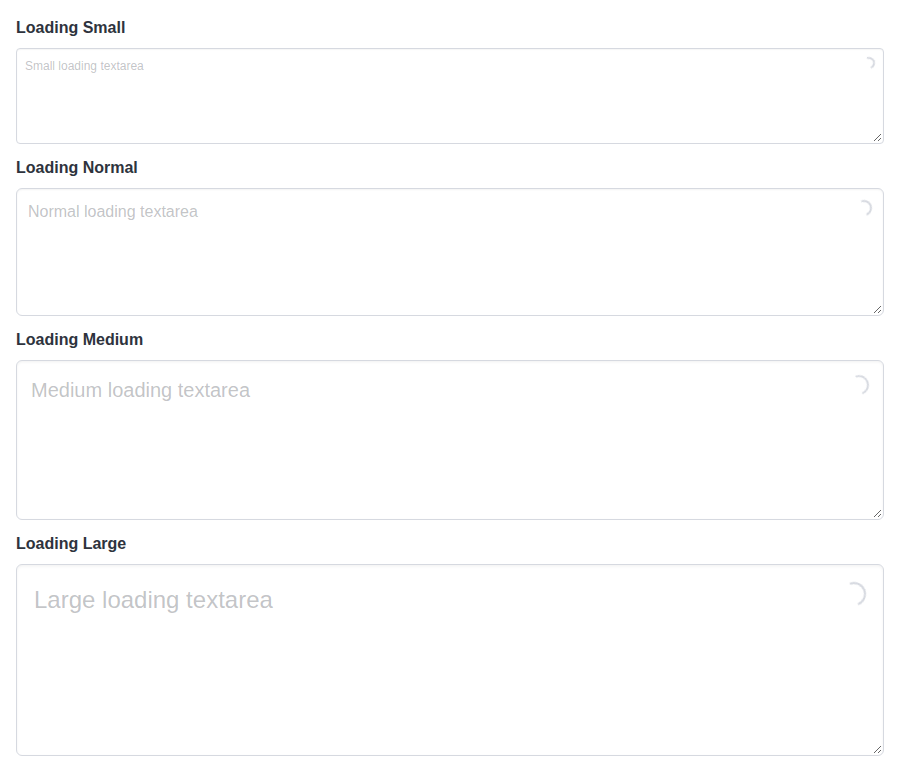 Loading Small
Small loading textarea
Loading Normal
Normal loading textarea
Loading Medium
Medium loading textarea
Loading Large
Large loading textarea